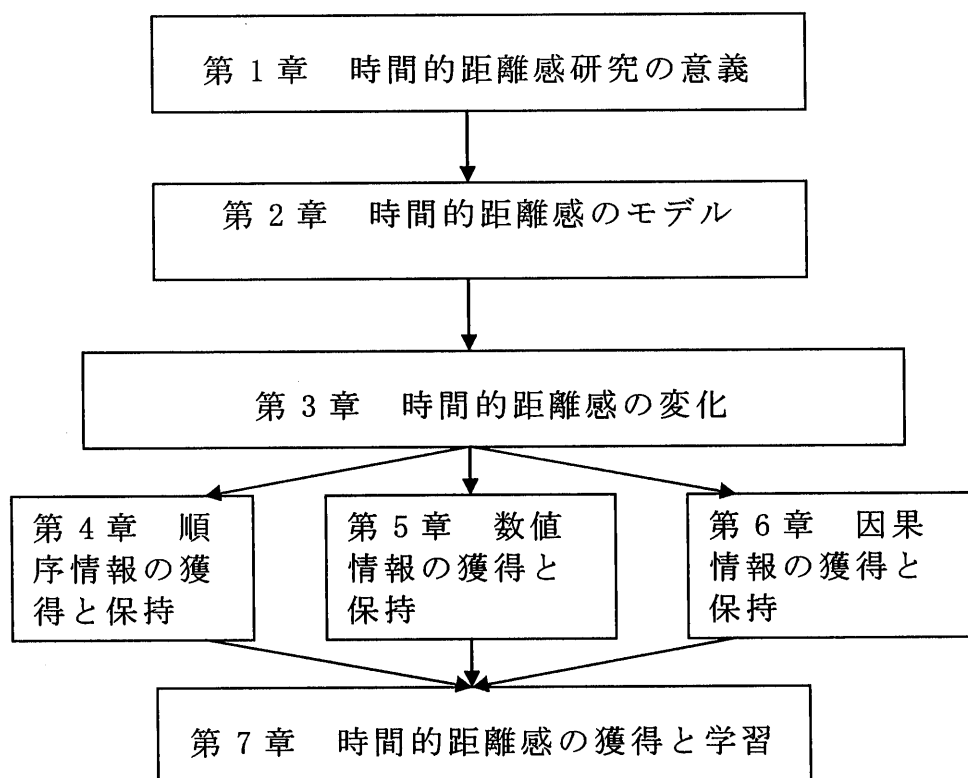 第1章　時間的距離感研究の意義
第2章　時間的距離感のモデル
第3章　時間的距離感の変化
第4章　順
序情報の獲
得と保持
第5章　数値
情報の獲得と
保持
第6章　因果
情報の獲得と
保持
第7章　時間的距離感の獲得と学習